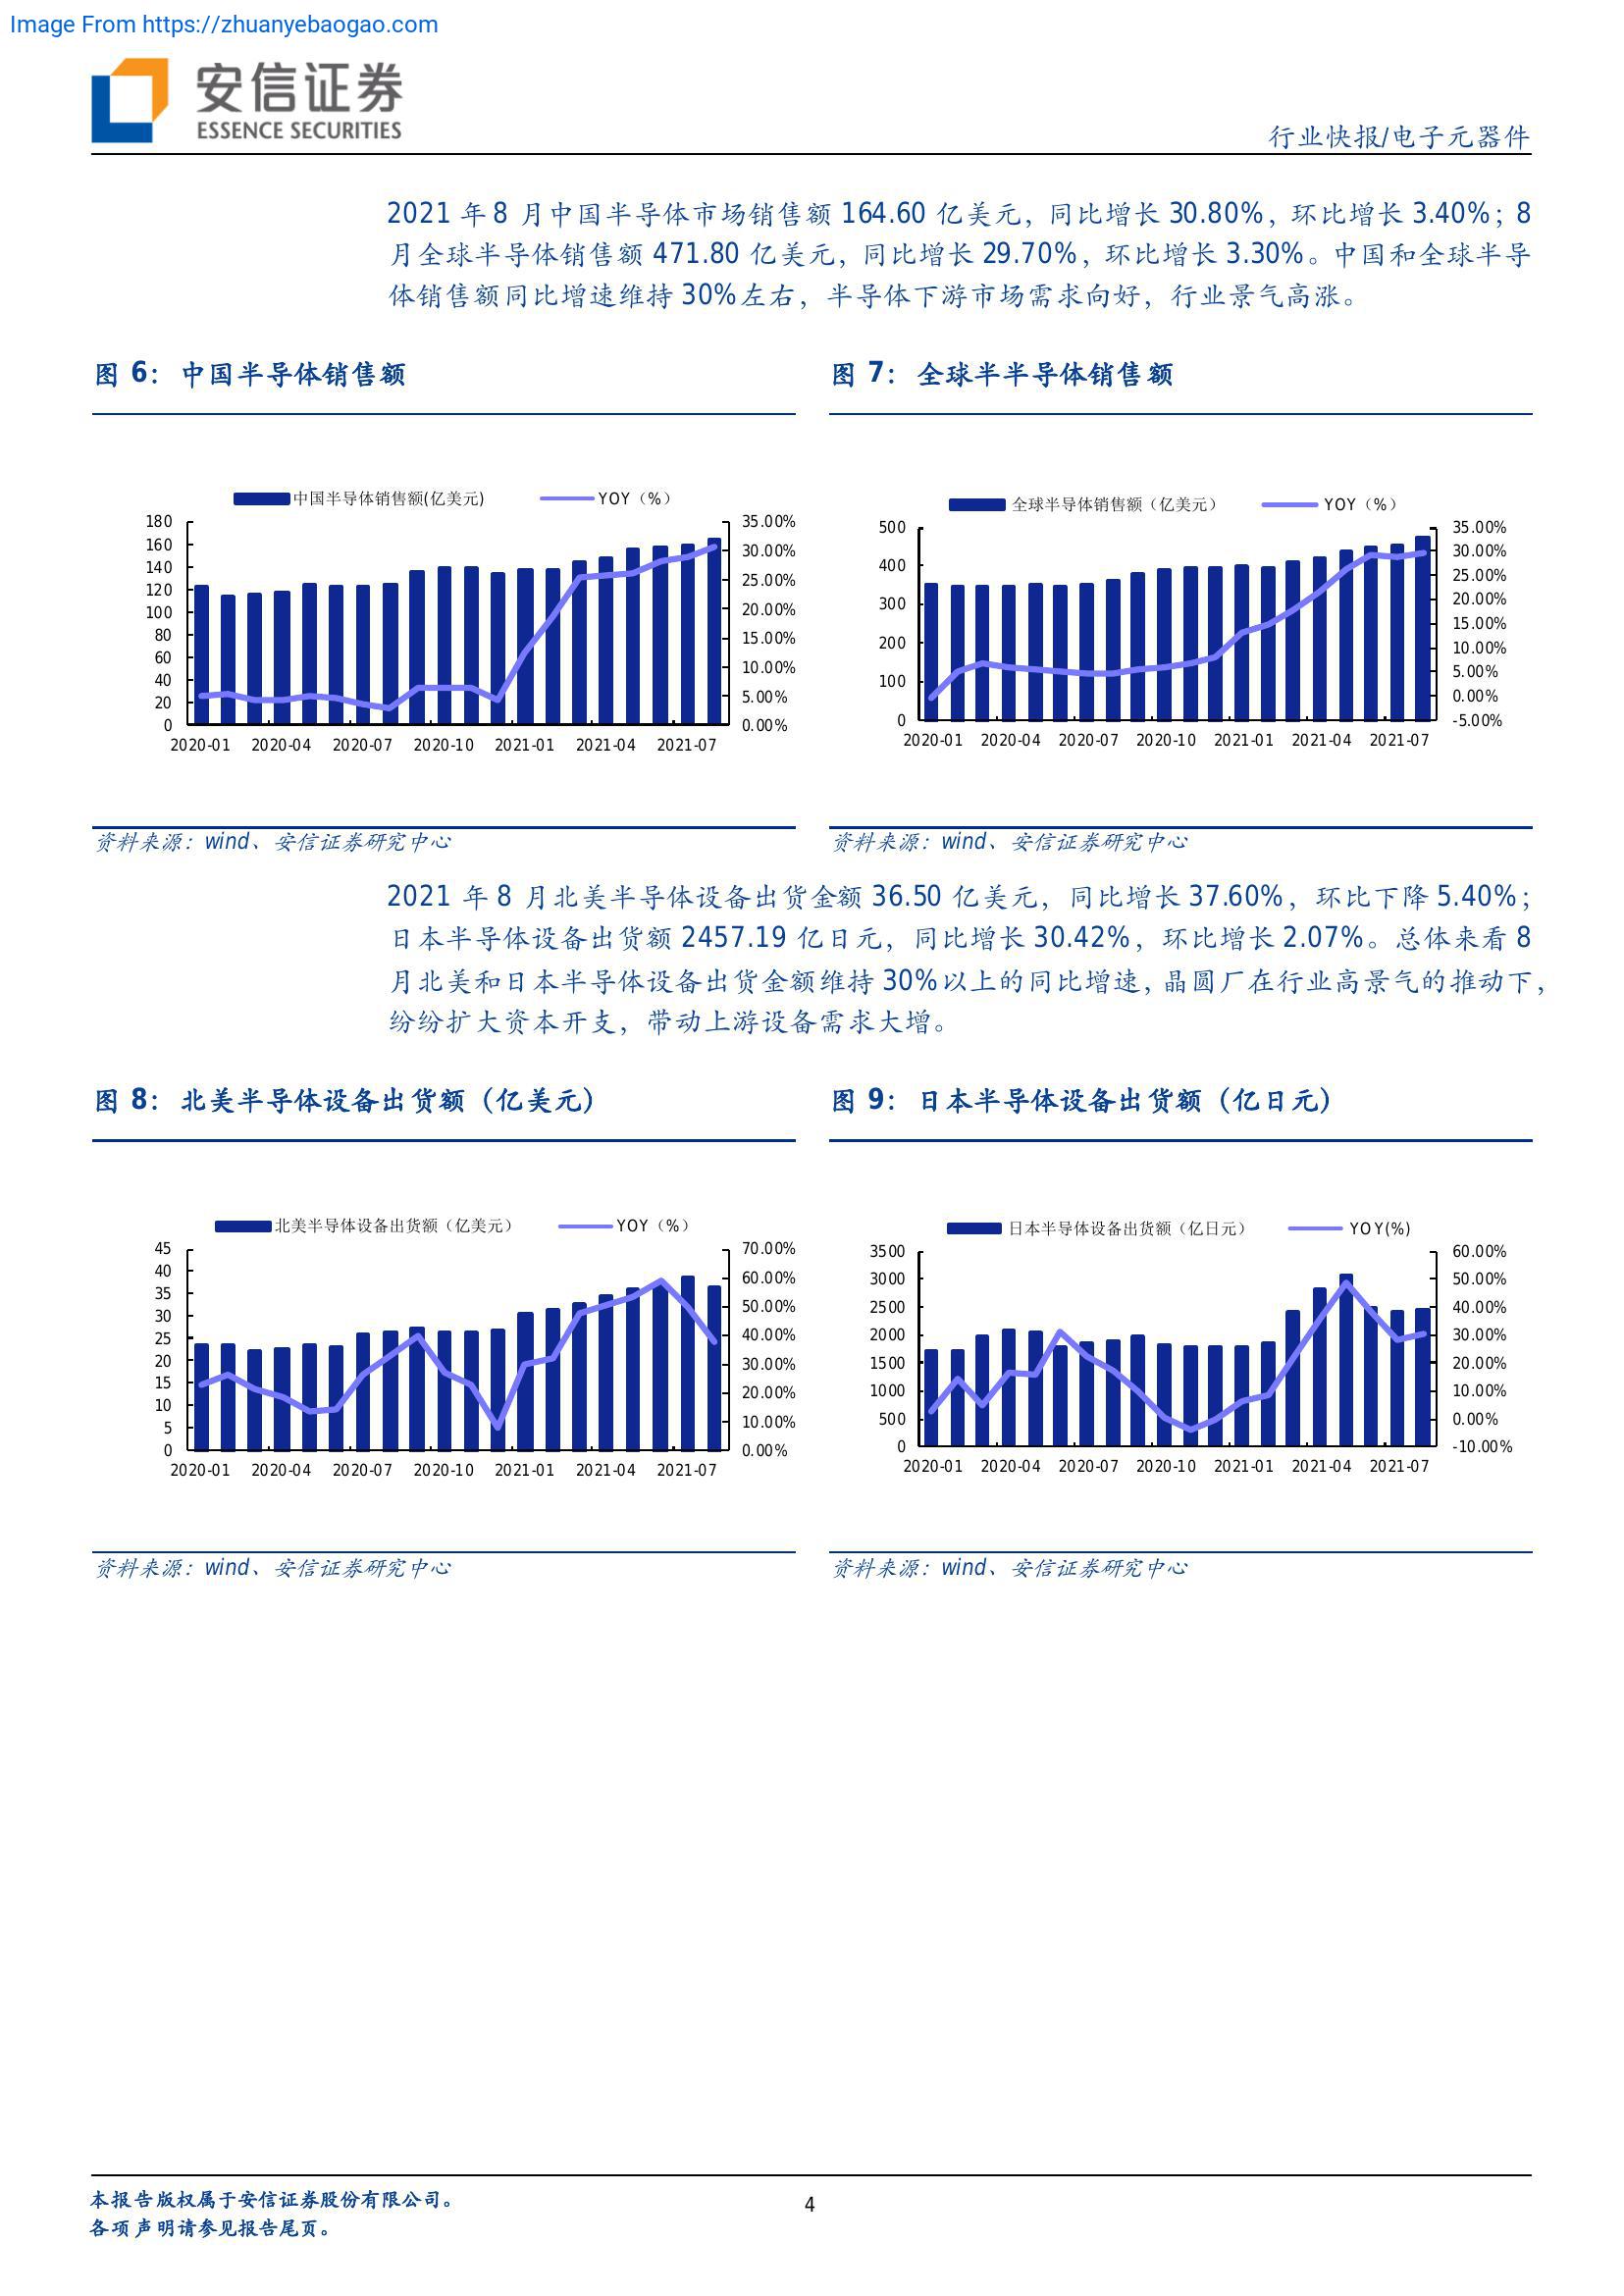 Image From https://zhuanyebaogao.com
安信证券
ESSENCE SECURITIES
行业快报/电子元器件
2021 年 8 月中国半导体市场销售额 164.60 亿美元，同比增长 30.80%，环比增长 3.40%；8
月全球半导体销售额 471.80 亿美元，同比增长 29.70%，环比增长 3.30%。中国和全球半导
体销售额同比增速维持 30%左右，半导体下游市场需求向好，行业景气高涨。
图 6：中国半导体销售额
中国半导体销售额(亿美元) YOY（%）
180
160
140
120
100
80
60
40
20
0
35.00%
30.00%
25.00%
20.00%
15.00%
10.00%
5.00%
0.00%
2020-01 2020-04 2020-07 2020-10 2021-01 2021-04 2021-07
资料来源：wind、安信证券研究中心
图 7：全球半半导体销售额
全球半导体销售额（亿美元） YOY（%）
500
400
300
200
100
0
35.00%
30.00%
25.00%
20.00%
15.00%
10.00%
5.00%
0.00%
-5.00%
2020-01 2020-04 2020-07 2020-10 2021-01 2021-04 2021-07
资料来源：wind、安信证券研究中心
2021 年 8 月北美半导体设备出货金额 36.50 亿美元，同比增长 37.60%，环比下降 5.40%；
日本半导体设备出货额 2457.19 亿日元，同比增长 30.42%，环比增长 2.07%。总体来看 8
月北美和日本半导体设备出货金额维持 30%以上的同比增速，晶圆厂在行业高景气的推动下，
纷纷扩大资本开支，带动上游设备需求大增。
图 8：北美半导体设备出货额（亿美元）
北美半导体设备出货额（亿美元） YOY（%）
45
40
35
30
25
20
15
10
5
0
70.00%
60.00%
50.00%
40.00%
30.00%
20.00%
10.00%
0.00%
2020-01 2020-04 2020-07 2020-10 2021-01 2021-04 2021-07
资料来源：wind、安信证券研究中心
图 9：日本半导体设备出货额（亿日元）
日本半导体设备出货额（亿日元） YOY(%)
3500
3000
2500
2000
1500
1000
500
0
60.00%
50.00%
40.00%
30.00%
20.00%
10.00%
0.00%
-10.00%
2020-01 2020-04 2020-07 2020-10 2021-01 2021-04 2021-07
资料来源：wind、安信证券研究中心
本报告版权属于安信证券股份有限公司。
各项声明请参见报告尾页。
4